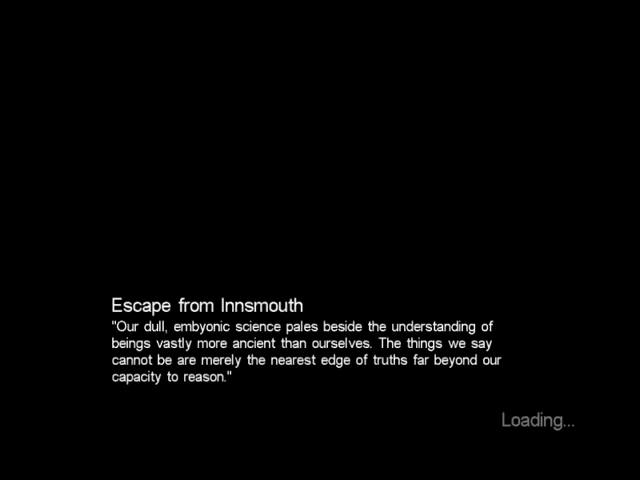 Escape from Innsmouth
"Our dull, embyonic science pales beside the understanding of
beings vastly more ancient than ourselves. The things we say
cannot be are merely the nearest edge of truths far beyond our
capacity to reason."
Loading...